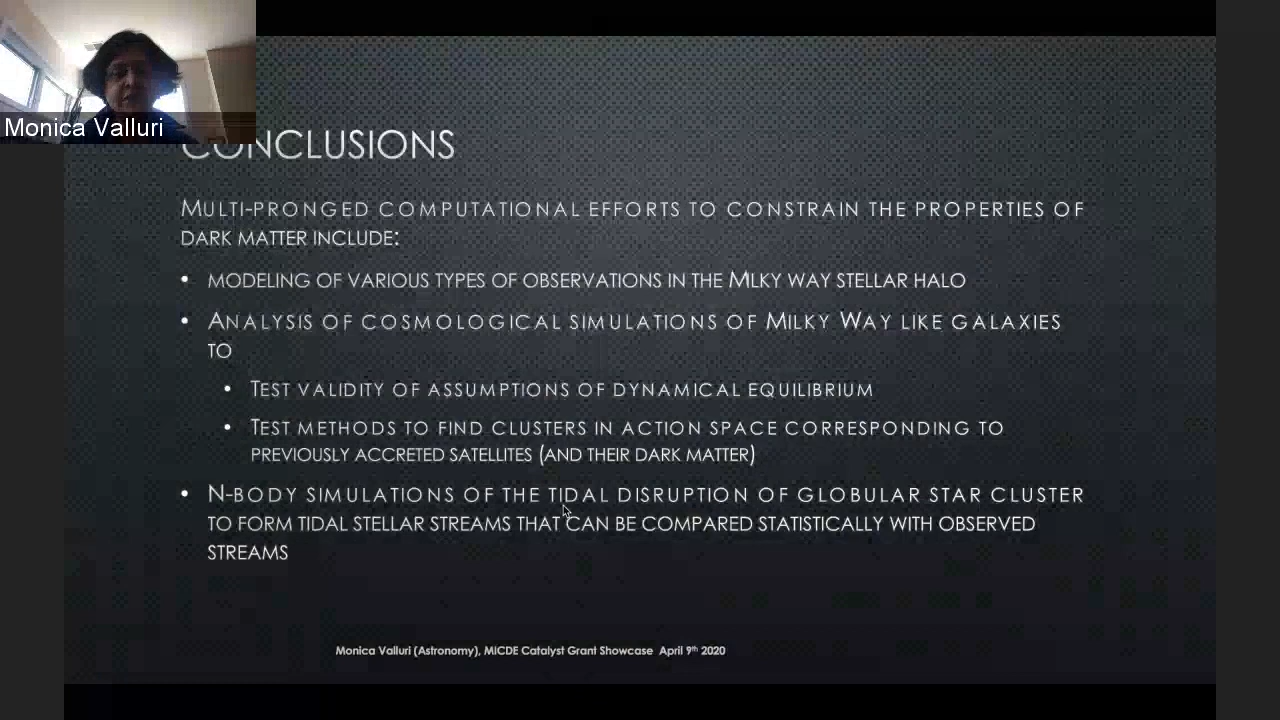 Monica Valluri
CONCLUSIONS
MULTI-PRONGED COMPUTATIONAL EFFORTS TO CONSTRAIN THE PROPERTIES OF
DARK MATTER INCLUDE:
• MODELING OF VARIOUS TYPES OF OBSERVATIONS IN THE MILKY WAY STELLAR HALO
• ANALYSIS OF COSMOLOGICAL SIMULATIONS OF MILKY WAY LIKE GALAXIES
TO
• TEST VALIDITY OF ASSUMPTIONS OF DYNAMICAL EQUILIBRIUM
• TEST METHODS TO FIND CLUSTERS IN ACTION SPACE CORRESPONDING TO
PREVIOUSLY ACCRETED SATELLITES (AND THEIR DARK MATTER)
• N-BODY SIMULATIONS OF THE TIDAL DISRUPTION OF GLOBULAR STAR CLUSTER
TO FORM TIDAL STELLAR STREAMS THAT CAN BE COMPARED STATISTICALLY WITH OBSERVED
STREAMS
Monica Valluri (Astronomy), MICDE Catalyst Grant Showcase April 9th 2020